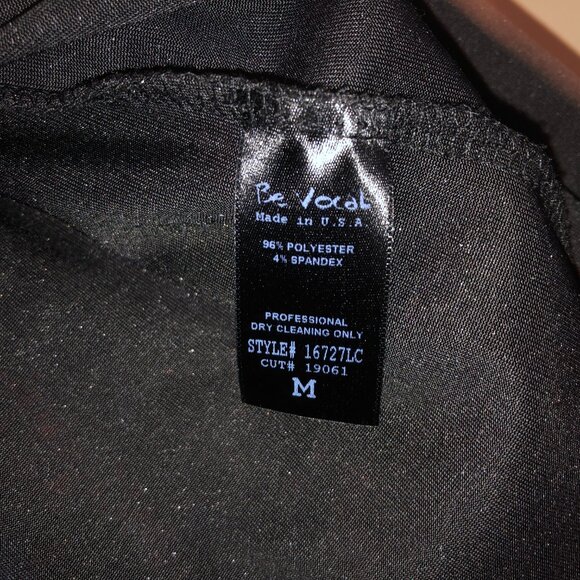 Be Vocal
Made in U.S.A
96% POLYESTER
4% SPANDEX
PROFESSIONAL
DRY CLEANING ONLY
STYLE# 16727LC
CUT# 19061
M